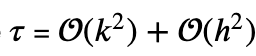 τ = 𝒪(k²) + 𝒪(h²)